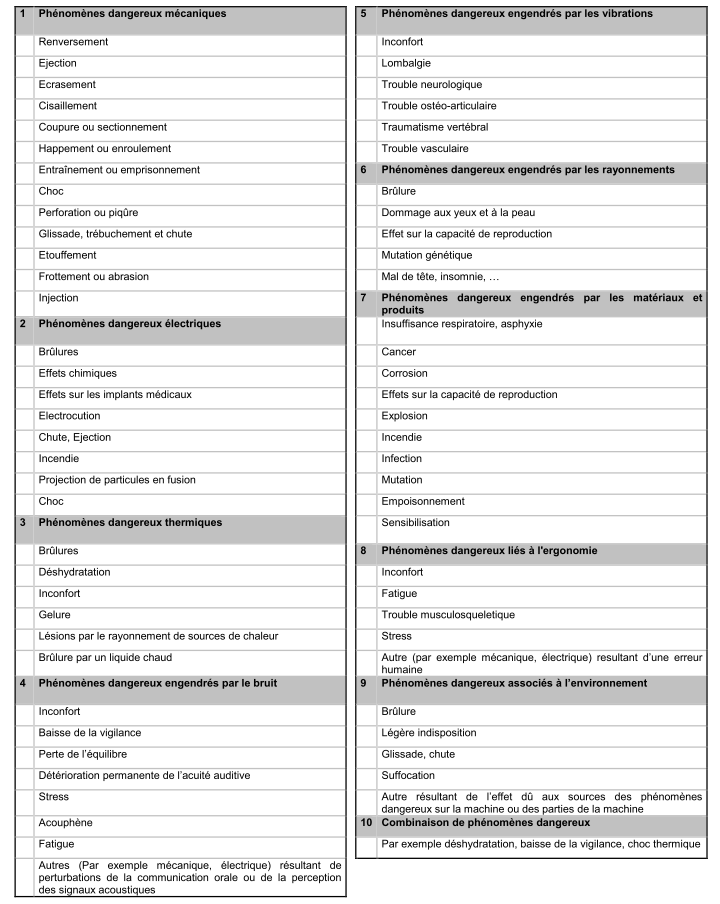 1 Phénomènes dangereux mécaniques
Renversement
Ejection
Ecrasement
Cisaillement
Coupure ou sectionnement
Happement ou enroulement
Entraînement ou emprisonnement
Choc
Perforation ou piqûre
Glissade, trébuchement et chute
Etouffement
Frottement ou abrasion
Injection
2 Phénomènes dangereux électriques
Brûlures
Effets chimiques
Effets sur les implants médicaux
Electrocution
Chute, Ejection
Incendie
Projection de particules en fusion
Choc
3 Phénomènes dangereux thermiques
Brûlures
Déshydratation
Inconfort
Gelure
Lésions par le rayonnement de sources de chaleur
Brûlure par un liquide chaud
4 Phénomènes dangereux engendrés par le bruit
Inconfort
Baisse de la vigilance
Perte de l'équilibre
Détérioration permanente de l'acuité auditive
Stress
Acouphène
Fatigue
Autres (Par exemple mécanique, électrique) résultant de
perturbations de la communication orale ou de la perception
des signaux acoustiques
5 Phénomènes dangereux engendrés par les vibrations
Inconfort
Lombalgie
Trouble neurologique
Trouble ostéo-articulaire
Traumatisme vertébral
Trouble vasculaire
6 Phénomènes dangereux engendrés par les rayonnements
Brûlure
Dommage aux yeux et à la peau
Effet sur la capacité de reproduction
Mutation génétique
Mal de tête, insomnie, …
7 Phénomènes dangereux engendrés par les matériaux et
produits
Insuffisance respiratoire, asphyxie
Cancer
Corrosion
Effets sur la capacité de reproduction
Explosion
Incendie
Infection
Mutation
Empoisonnement
Sensibilisation
8 Phénomènes dangereux liés à l'ergonomie
Inconfort
Fatigue
Trouble musculosqueletique
Stress
Autre (par exemple mécanique, électrique) resultant d'une erreur
humaine
9 Phénomènes dangereux associés à l'environnement
Brûlure
Légère indisposition
Glissade, chute
Suffocation
Autre résultant de l'effet dû aux sources des phénomènes
dangereux sur la machine ou des parties de la machine
10 Combinaison de phénomènes dangereux
Par exemple déshydratation, baisse de la vigilance, choc thermique